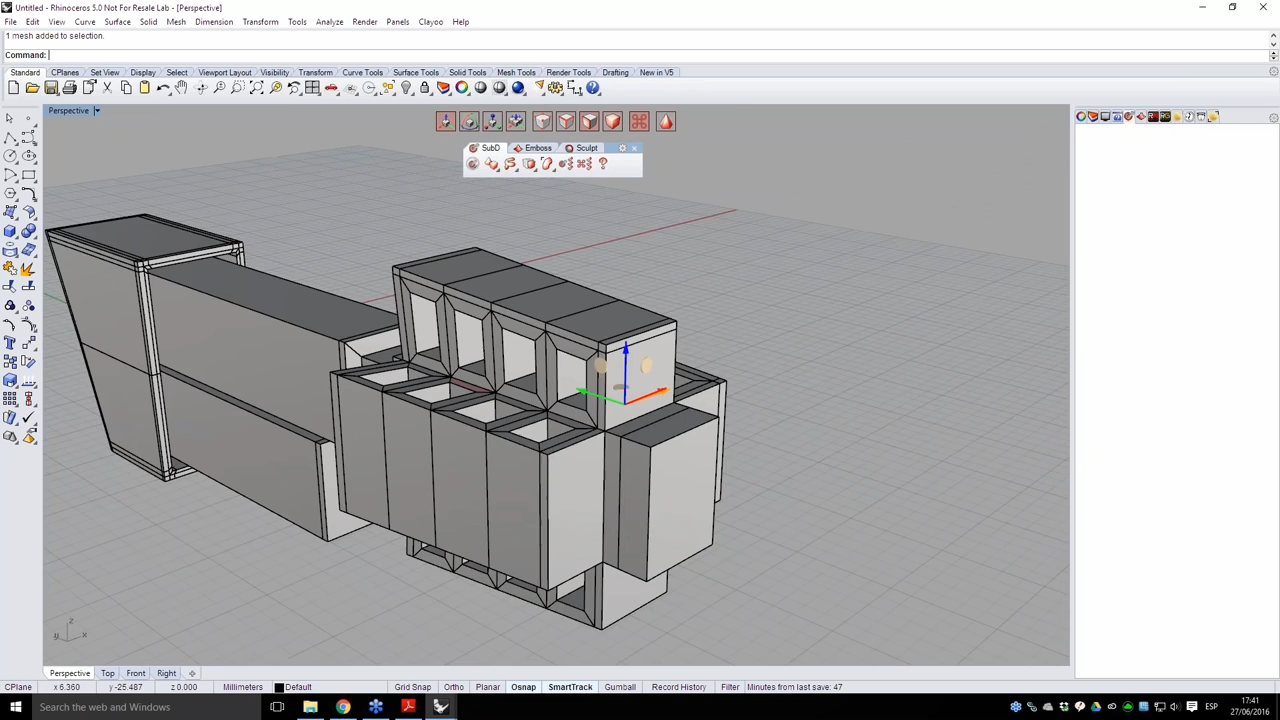 Untitled - Rhinoceros 5.0 Not For Resale Lab - [Perspective]
File Edit View Curve Surface Solid Mesh Dimension Transform Tools Analyze Render Panels Clayoo Help
1 mesh added to selection.
Command:
Standard CPlanes Set View Display Select Viewport Layout Visibility Transform Curve Tools Surface Tools Solid Tools Mesh Tools Render Tools Drafting New in V5
Perspective
SubD Emboss Sculpt
z
y x
Perspective Top Front Right
CPlane x 6.360 y -25.487 z 0.000 Millimeters Default Grid Snap Ortho Planar Osnap SmartTrack Gumball Record History Filter Minutes from last save: 47
Search the web and Windows
ESP
17:41
27/06/2016